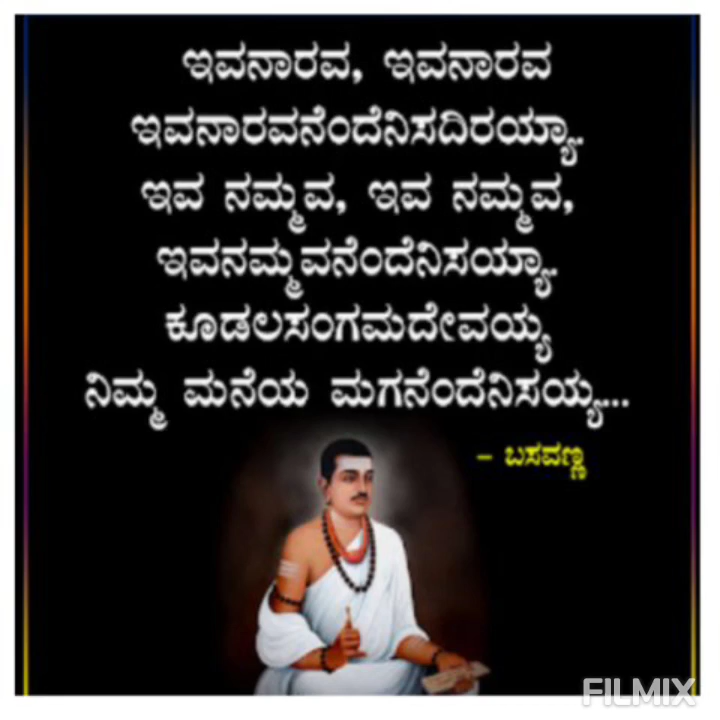 ಇವನಾರವ, ಇವನಾರವ
ಇವನಾರವನೆಂದೆನಿಸದಿರಯ್ಯಾ.
ಇವ ನಮ್ಮವ, ಇವ ನಮ್ಮವ,
ಇವನಮ್ಮವನೆಂದೆನಿಸಯ್ಯಾ.
ಕೂಡಲಸಂಗಮದೇವಯ್ಯ
ನಿಮ್ಮ ಮನೆಯ ಮಗನೆಂದೆನಿಸಯ್ಯ...
- ಬಸವಣ್ಣ
FILMIX